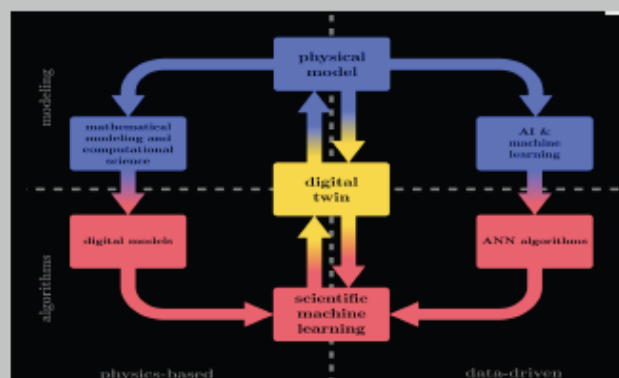 physical
model
modeling
mathematical
modeling and
computational
science
AI &
machine
learning
digital
twin
digital models
ANN algorithms
algorithms
scientific
machine
learning
physics-based
data-driven